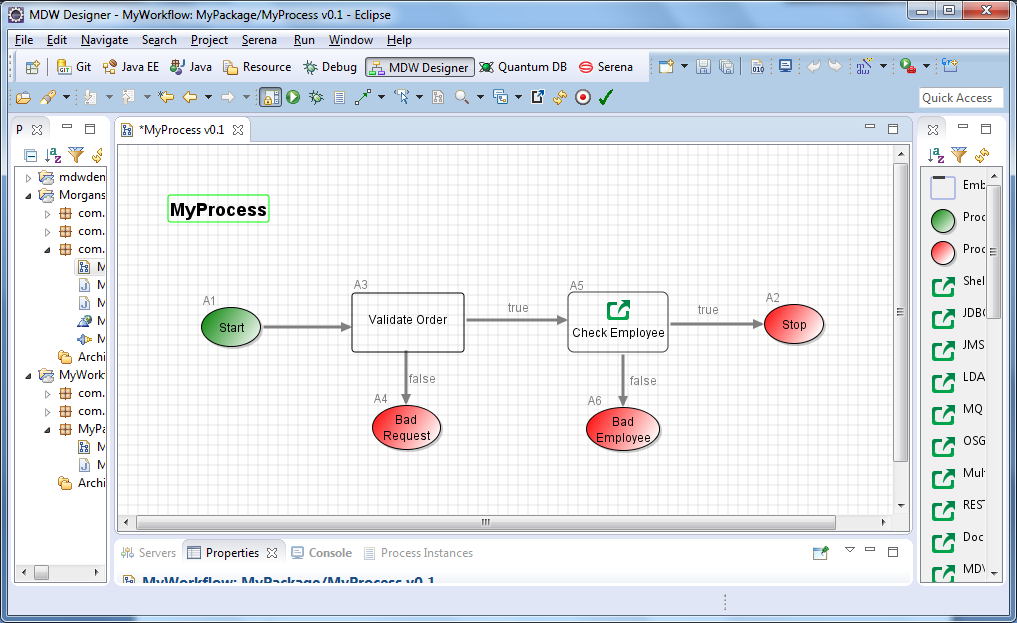 MDW Designer - MyWorkflow: MyPackage/MyProcess v0.1 - Eclipse
File Edit Navigate Search Project Serena Run Window Help
Git Java EE Java Resource Debug MDW Designer Quantum DB Serena
Quick Access
P
*MyProcess v0.1
mdwden
Morgans
com.
com.
com.
M
M
M
M
M
Archi
MyWork
com.
com.
MyPa
M
M
Archi
MyProcess
A1
Start
A3
Validate Order
true
A5
Check Employee
true
A2
Stop
false
A4
Bad
Request
false
A6
Bad
Employee
Emb
Proc
Proc
Shel
JDBC
JMS
LDA
MQ
OSG
Mul
REST
Doc
MDW
Servers Properties Console Process Instances
MyWorkflow: MyPackage/MyProcess v0.1